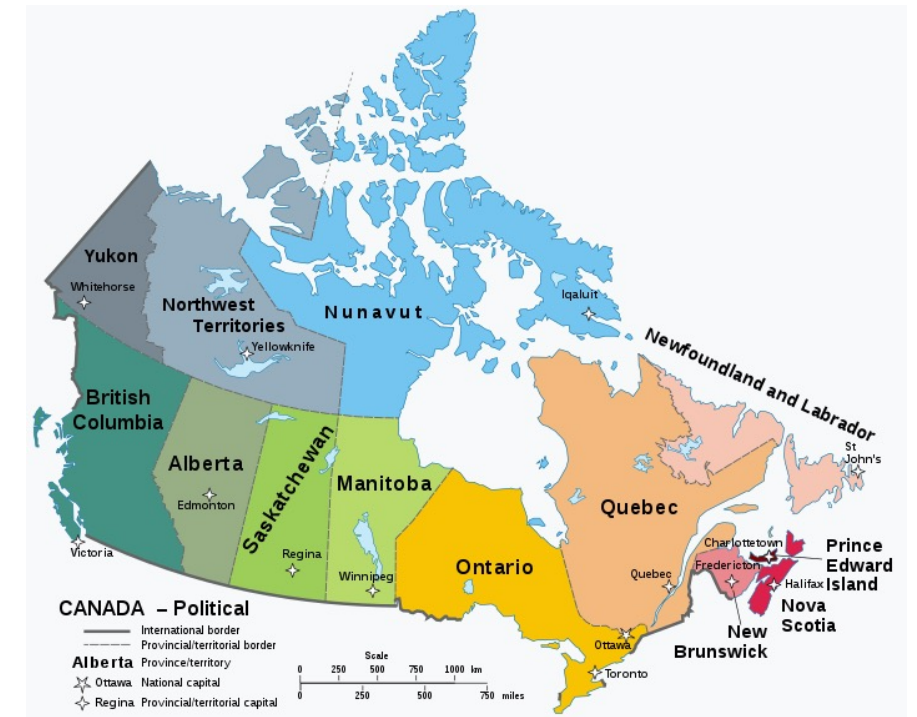 Yukon
Whitehorse
Northwest
Territories
Yellowknife
Nunavut
Iqaluit
Newfoundland and Labrador
St
John's
British
Columbia
Victoria
Alberta
Edmonton
Saskatchewan
Regina
Manitoba
Winnipeg
Ontario
Ottawa
Toronto
Quebec
Quebec
Charlottetown
Prince
Edward
Island
Fredericton
New
Brunswick
Halifax
Nova
Scotia
CANADA – Political
International border
Provincial/territorial border
Alberta Province/territory
Ottawa National capital
Regina Provincial/territorial capital
Scale
0 250 500 750 1000 km
0 250 500 750 miles